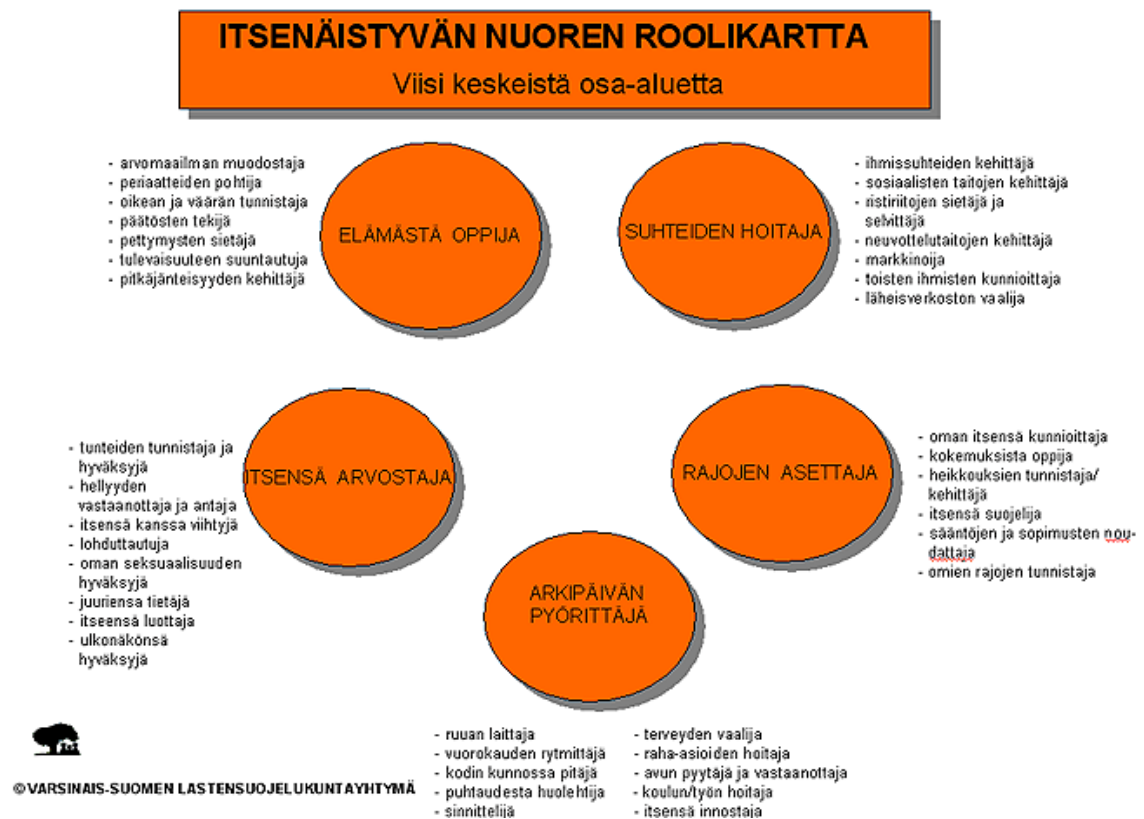 ITSENÄISTYVÄN NUOREN ROOLIKARTTA
Viisi keskeistä osa-aluetta
- arvomaailman muodostaja
- periaatteiden pohtija
- oikean ja väärän tunnistaja
- päätösten tekijä
- pettymysten sietäjä
- tulevaisuuteen suuntautuja
- pitkäjänteisyyden kehittäjä
ELÄMÄSTÄ OPPIJA
SUHTEIDEN HOITAJA
- ihmissuhteiden kehittäjä
- sosiaalisten taitojen kehittäjä
- ristiriitojen sietäjä ja
selvittäjä
- neuvottelutaitojen kehittäjä
- markkinoija
- toisten ihmisten kunnioittaja
- läheisverkoston vaalija
- tunteiden tunnistaja ja
hyväksyjä
- hellyyden
vastaanottaja ja antaja
- itsensä kanssa viihtyjä
- lohduttautuja
- oman seksuaalisuuden
hyväksyjä
- juuriensa tietäjä
- itseensä luottaja
- ulkonäkönsä
hyväksyjä
ITSENSÄ ARVOSTAJA
RAJOJEN ASETTAJA
- oman itsensä kunnioittaja
- kokemuksista oppija
- heikkouksien tunnistaja/
kehittäjä
- itsensä suojelija
- sääntöjen ja sopimusten nou-
dattaja
- omien rajojen tunnistaja
ARKIPÄIVÄN
PYÖRITTÄJÄ
- ruuan laittaja
- vuorokauden rytmittäjä
- kodin kunnossa pitäjä
- puhtaudesta huolehtija
- sinnittelijä
- terveyden vaalija
- raha-asioiden hoitaja
- avun pyytäjä ja vastaanottaja
- koulun/työn hoitaja
- itsensä innostaja
© VARSINAIS-SUOMEN LASTENSUOJELUKUNTAYHTYMÄ